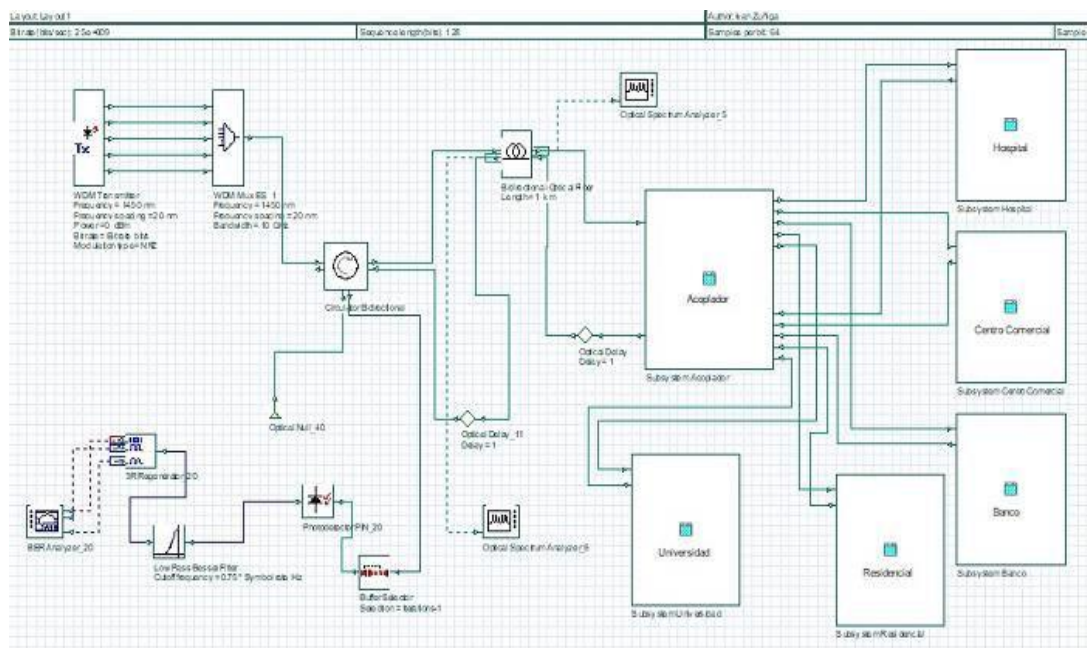 Layout: Layout 1
Author: Ivan Zuñiga
Bitrate (bits/sec): 2.5e+009
Sequence length (bits): 128
Samples per bit: 64
Sample
Tx
WDM Transmitter
Frequency = 1450 nm
Frequency spacing = 20 nm
Power = 0 dBm
Bitrate = Bit rate bit/s
Modulation type = NRZ
WDM Mux ES_1
Frequency = 1450 nm
Frequency spacing = 20 nm
Bandwidth = 10 GHz
Optical Spectrum Analyzer_5
Bidirectional Optical Fiber
Length = 1 km
Circulator Bidirectional
Hospital
Subsystem Hospital
Acoplador
Subsystem Acoplador
Centro Comercial
Subsystem Centro Comercial
Optical Delay
Delay = 1
Optical Null_40
Optical Delay_11
Delay = 1
3R Regenerator_20
BER Analyzer_20
Low Pass Bessel Filter
Cutoff frequency = 0.75 * Symbol rate Hz
Photodetector PIN_20
Buffer Selector
Selection = Iterations-1
Optical Spectrum Analyzer_6
Universidad
Subsystem Universidad
Residencial
Subsystem Residencial
Banco
Subsystem Banco